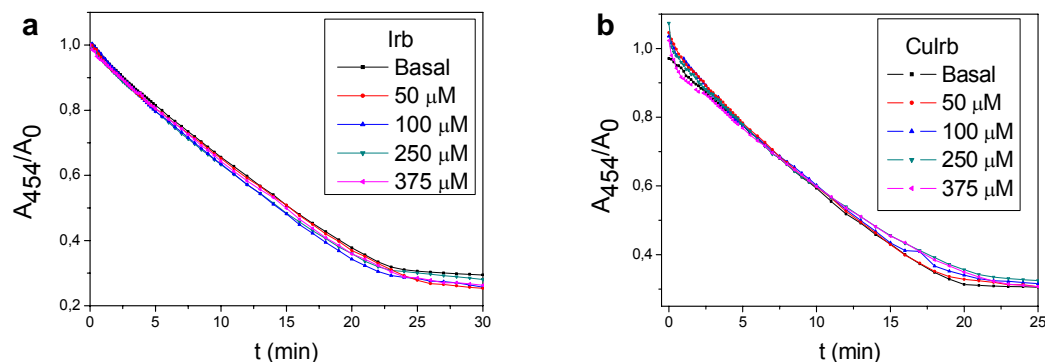 a
Irb
Basal
50 μM
100 μM
250 μM
375 μM
1,0
0,8
0,6
0,4
0,2
A454/A0
0 5 10 15 20 25 30
t (min)
b
CuIrb
Basal
50 μM
100 μM
250 μM
375 μM
1,0
0,8
0,6
0,4
A454/A0
0 5 10 15 20 25
t (min)